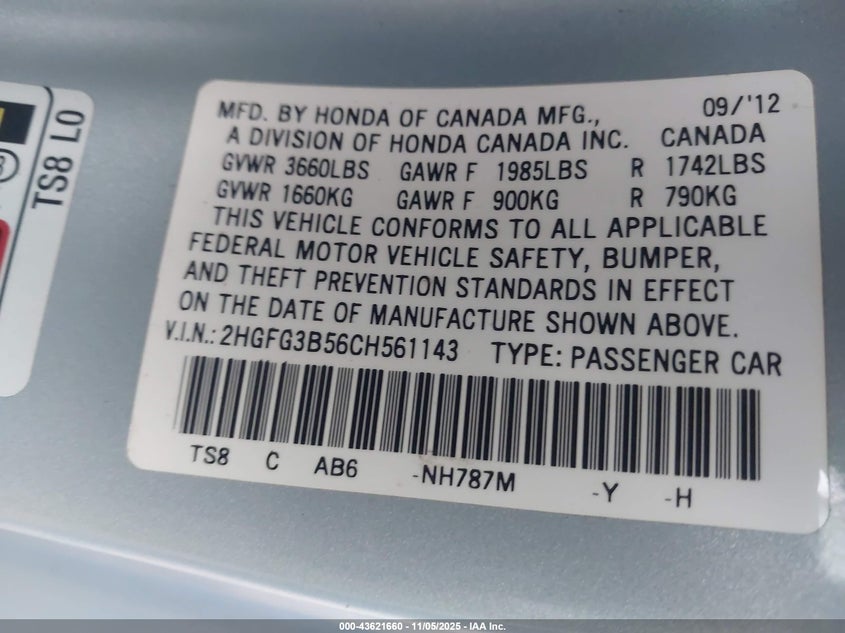 TS8 LO
MFD. BY HONDA OF CANADA MFG., 09/'12
A DIVISION OF HONDA CANADA INC. CANADA
GVWR 3660LBS GAWR F 1985LBS R 1742LBS
GVWR 1660KG GAWR F 900KG R 790KG
THIS VEHICLE CONFORMS TO ALL APPLICABLE
FEDERAL MOTOR VEHICLE SAFETY, BUMPER,
AND THEFT PREVENTION STANDARDS IN EFFECT
ON THE DATE OF MANUFACTURE SHOWN ABOVE.
V.I.N.: 2HGFG3B56CH561143 TYPE: PASSENGER CAR
TS8 C AB6 -NH787M -Y -H
000-43621660 - 11/05/2025 - IAA Inc.